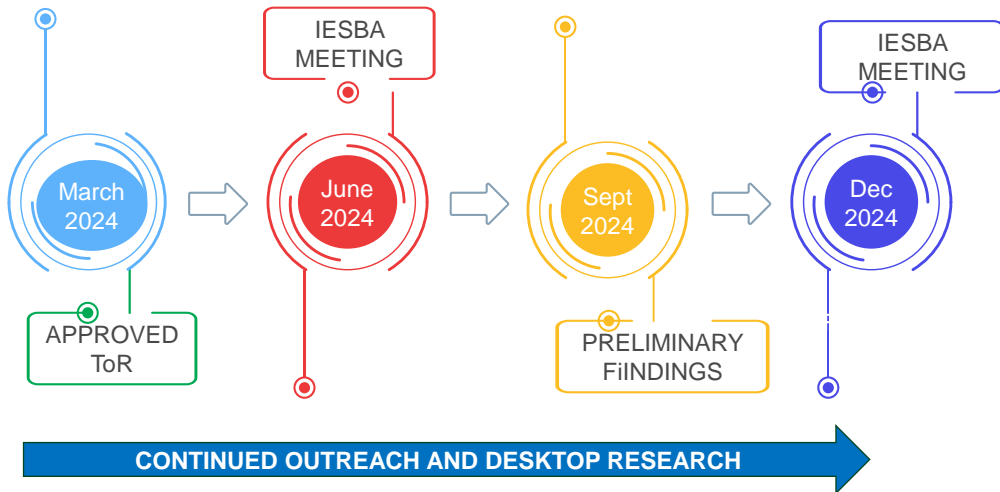 IESBA
MEETING
IESBA
MEETING
March
2024
June
2024
Sept
2024
Dec
2024
APPROVED
ToR
PRELIMINARY
FiINDINGS
CONTINUED OUTREACH AND DESKTOP RESEARCH